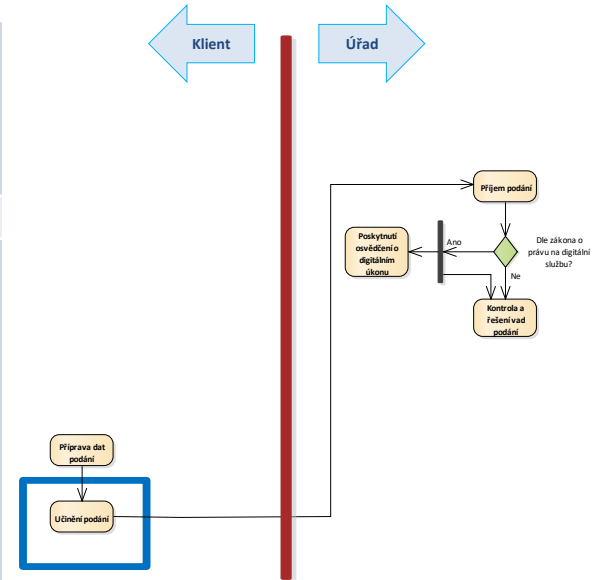 Klient
Úřad
Příjem podání
Poskytnutí
osvědčení o
digitálním
úkonu
Ano
Dle zákona o
právu na digitální
službu?
Ne
Kontrola a
řešení vad
podání
Příprava dat
podání
Učinění podání